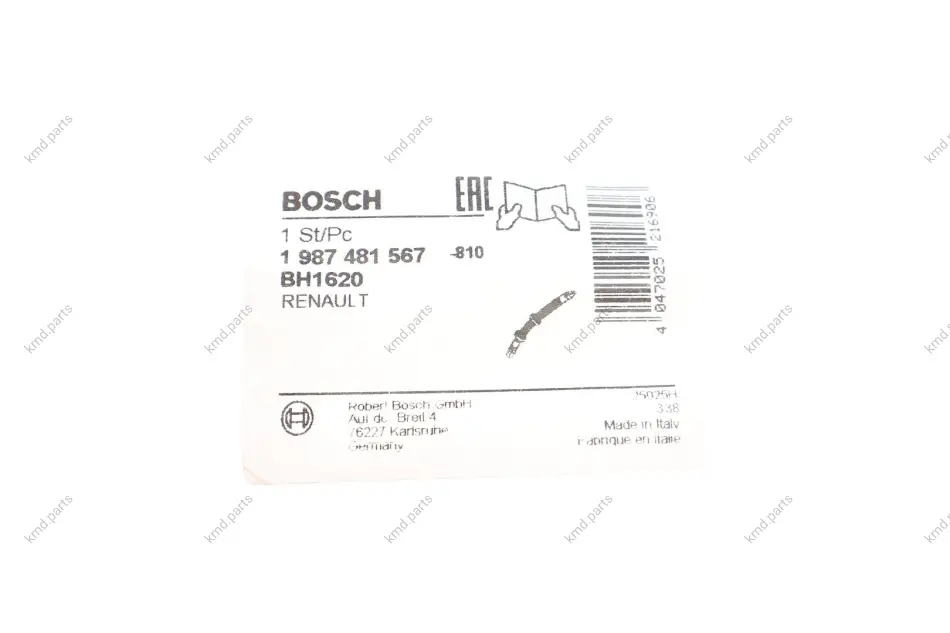 BOSCH
EAC
1 St/Pc
1 987 481 567 -810
BH1620
RENAULT
4 047025 216906
Robert Bosch GmbH
Auf der Breit 4
76227 Karlsruhe
Germany
338
Made in Italy
Fabriqué en Italie
kmd.parts